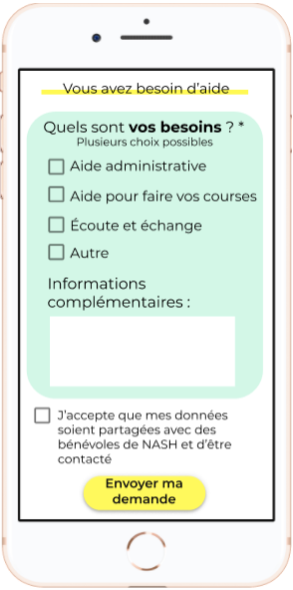 Vous avez besoin d'aide
Quels sont vos besoins ? *
Plusieurs choix possibles
Aide administrative
Aide pour faire vos courses
Écoute et échange
Autre
Informations
complémentaires :
J'accepte que mes données
soient partagées avec des
bénévoles de NASH et d'être
contacté
Envoyer ma
demande